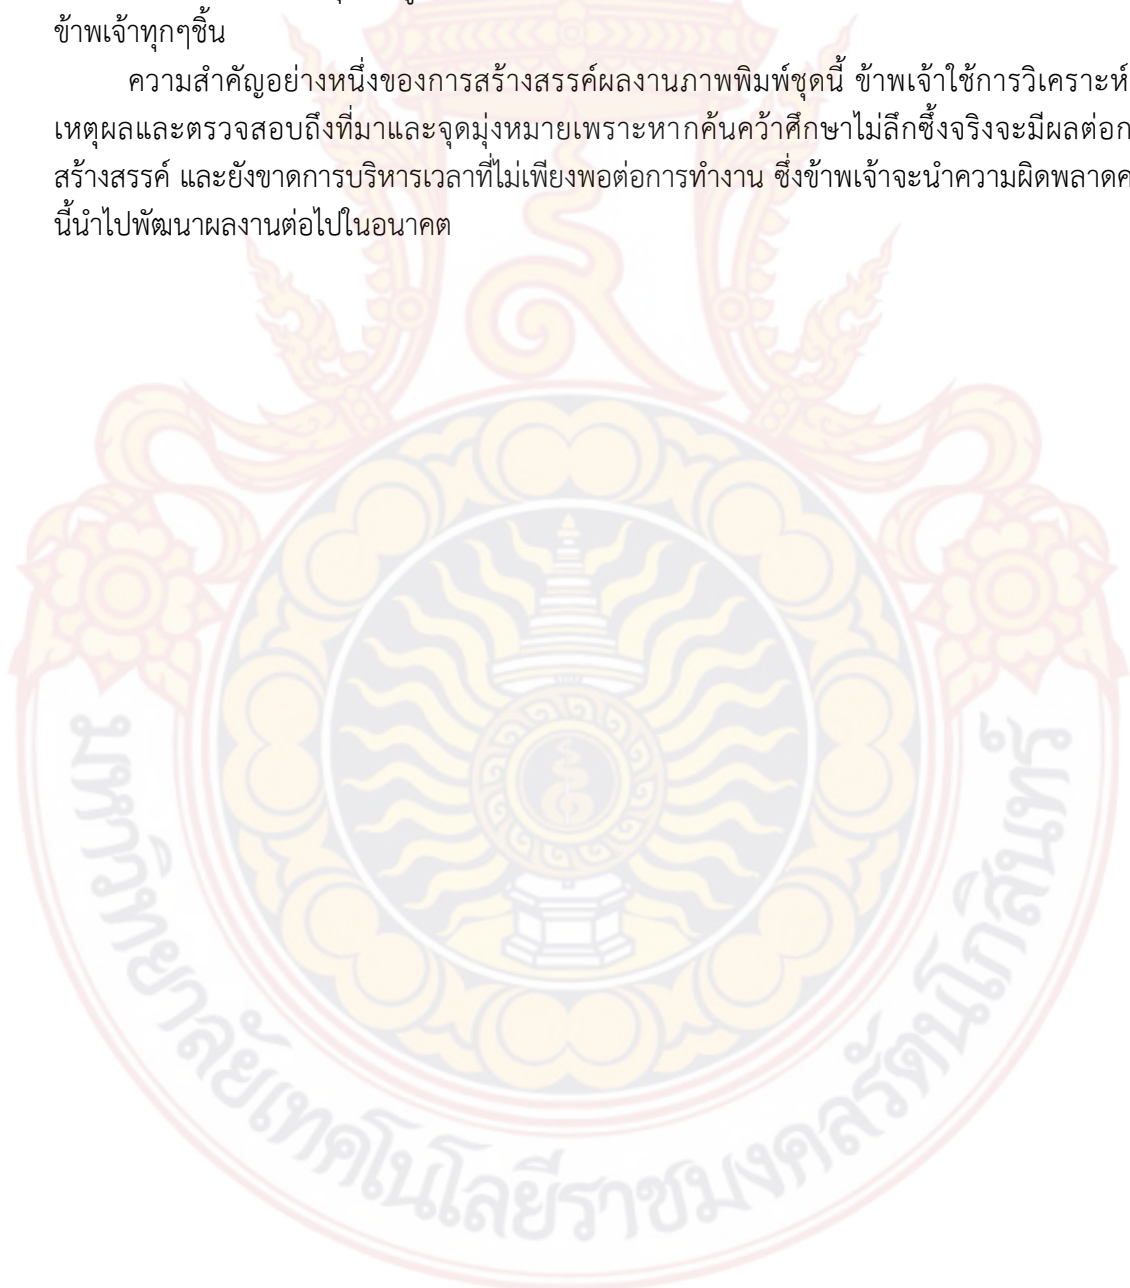 ข้าพเจ้าทุกๆชิ้น
ความสำคัญอย่างหนึ่งของการสร้างสรรค์ผลงานภาพพิมพ์ชุดนี้ ข้าพเจ้าใช้การวิเคราะห์
เหตุผลและตรวจสอบถึงที่มาและจุดมุ่งหมายเพราะหากค้นคว้าศึกษาไม่ลึกซึ้งจริงจะมีผลต่อก
สร้างสรรค์ และยังขาดการบริหารเวลาที่ไม่เพียงพอต่อการทำงาน ซึ่งข้าพเจ้าจะนำความผิดพลาดค
นี้นำไปพัฒนาผลงานต่อไปในอนาคต
มหาวิทยาลัยเทคโนโลยีราชมงคลรัตนโกสินทร์